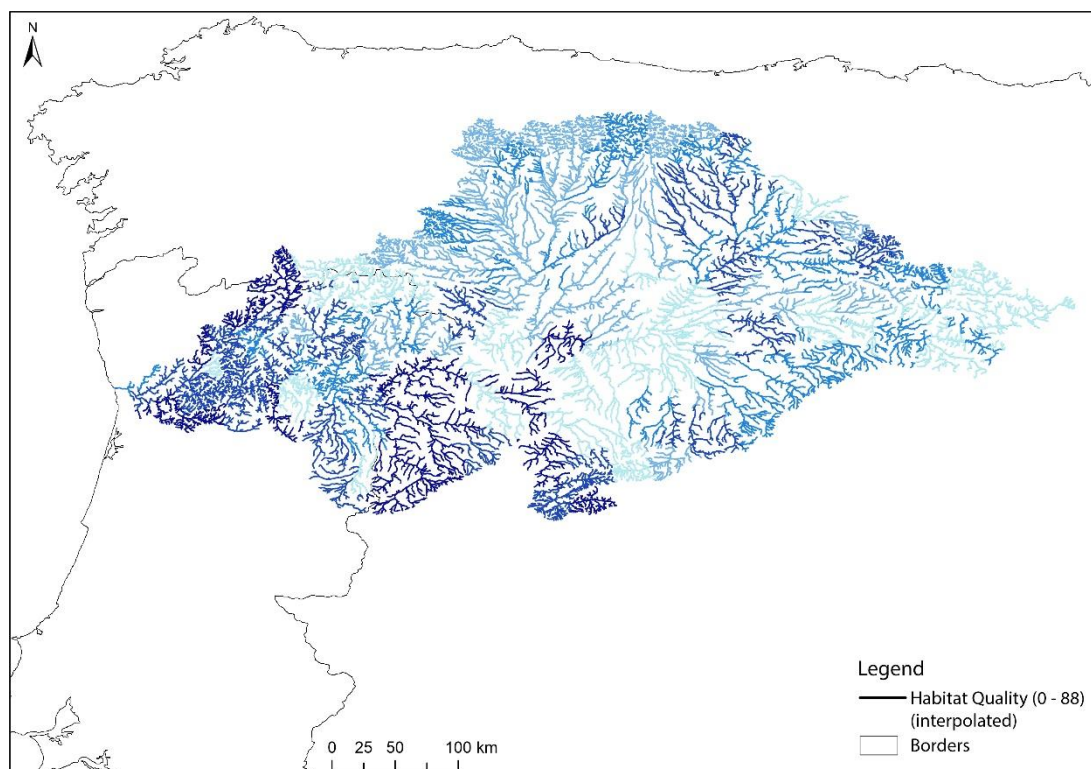 N
Legend
Habitat Quality (0 - 88)
(interpolated)
Borders
0 25 50 100 km